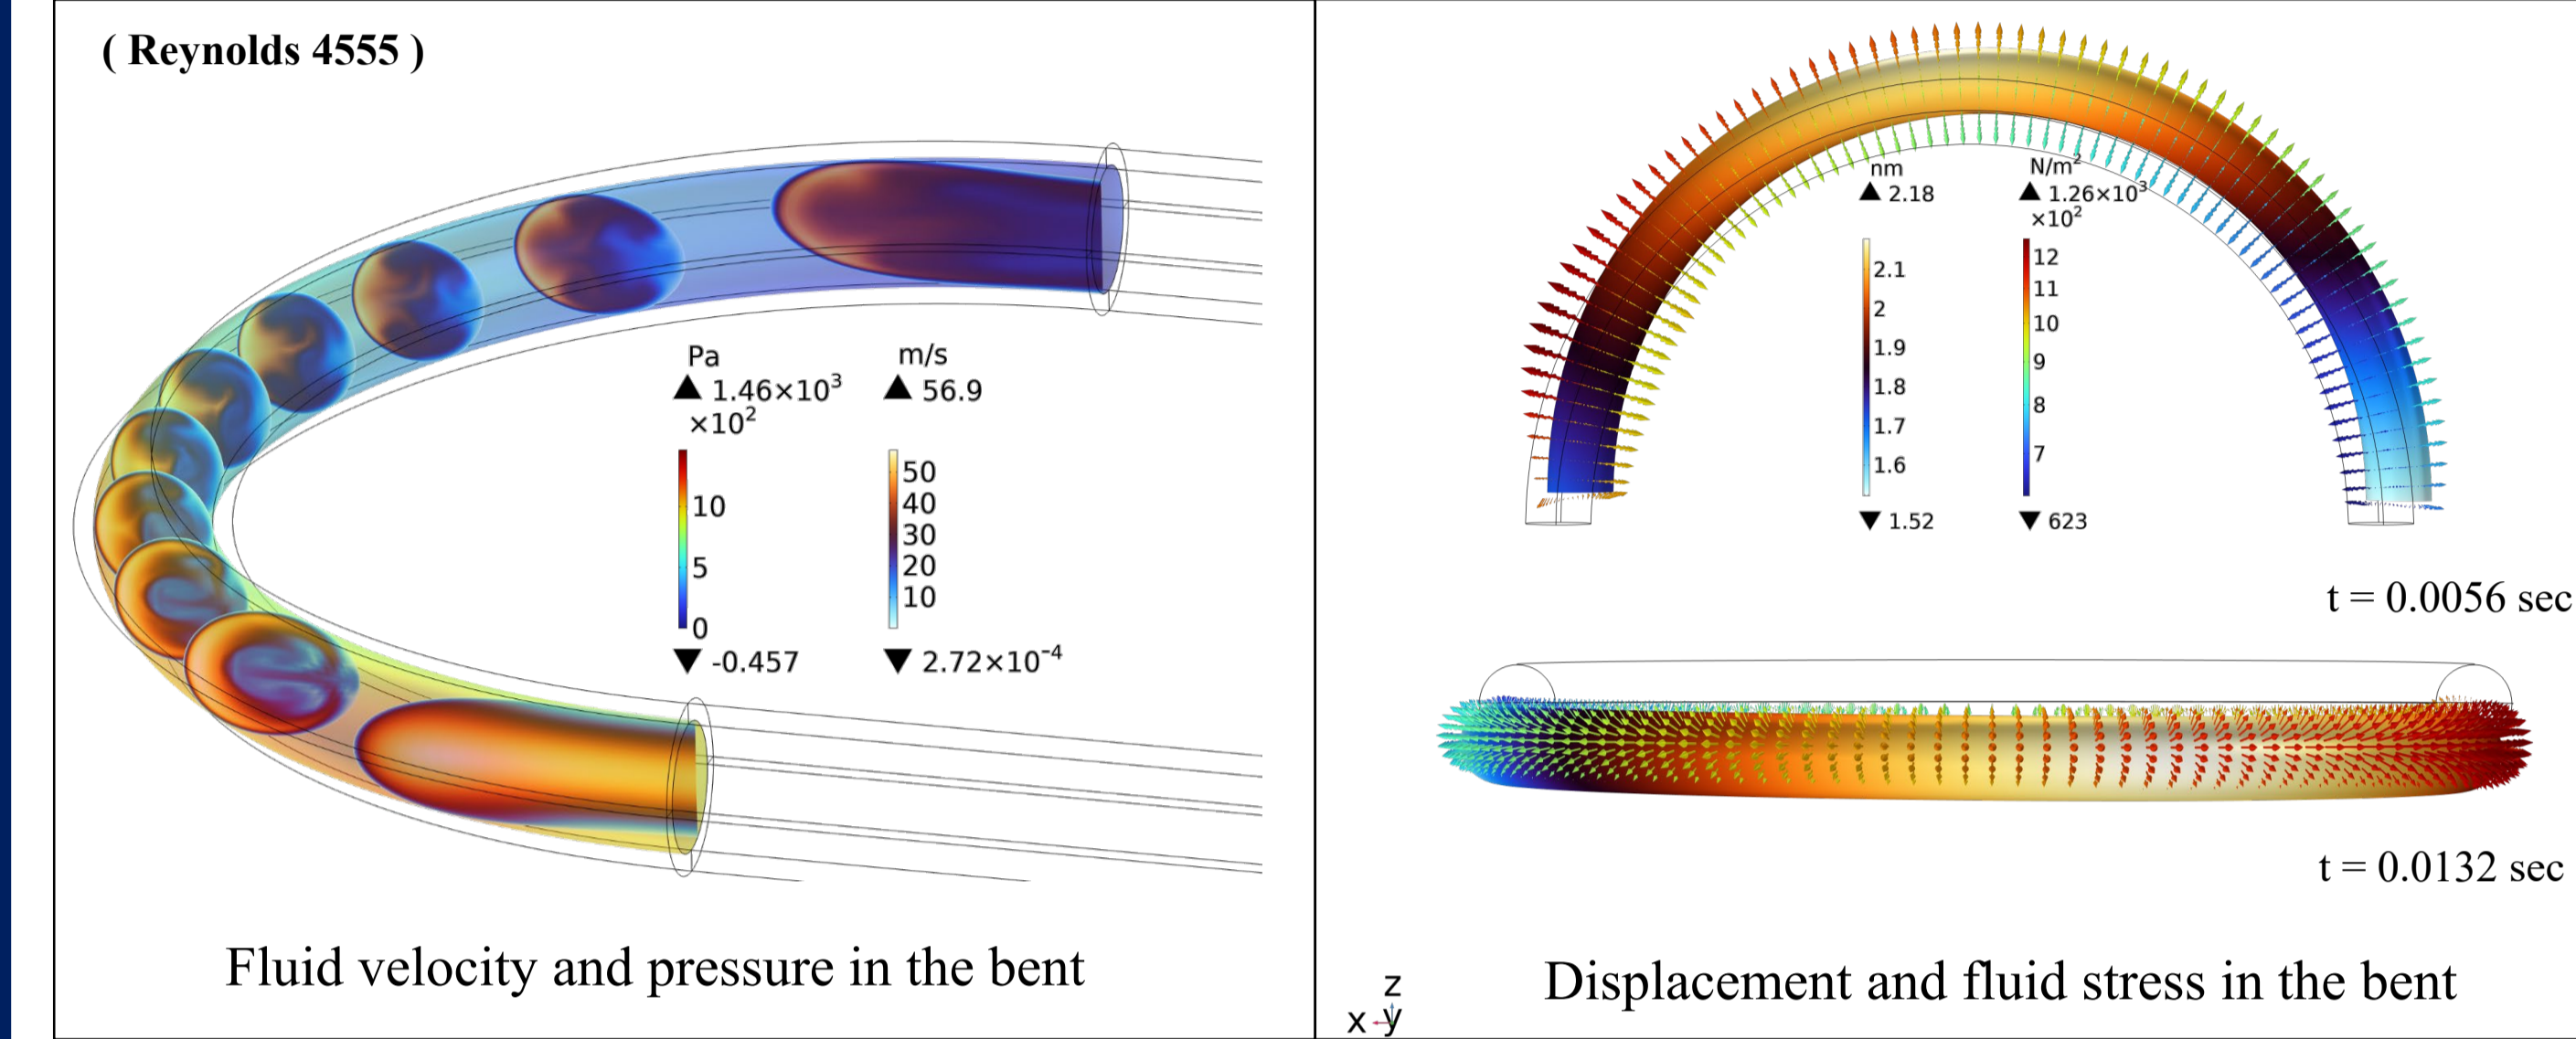 ( Reynolds 4555 )
Pa
▲ 1.46×10³
×10²
10
5
0
▼ -0.457
m/s
▲ 56.9
50
40
30
20
10
▼ 2.72×10⁻⁴
Fluid velocity and pressure in the bent
nm
▲ 2.18
2.1
2
1.9
1.8
1.7
1.6
▼ 1.52
N/m²
▲ 1.26×10³
×10²
12
11
10
9
8
7
▼ 623
t = 0.0056 sec
t = 0.0132 sec
z
x y
Displacement and fluid stress in the bent